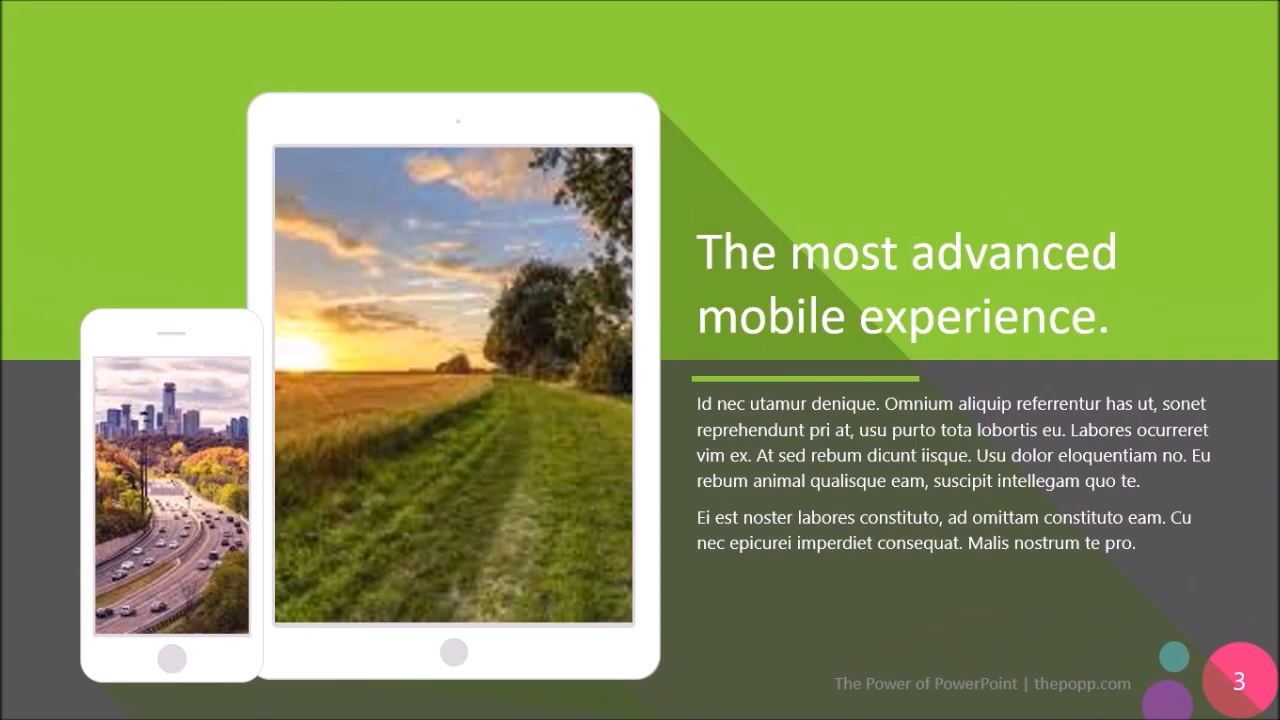 The most advanced
mobile experience.
Id nec utamur denique. Omnium aliquip referrentur has ut, sonet
reprehendunt pri at, usu purto tota lobortis eu. Labores ocurreret
vim ex. At sed rebum dicunt iisque. Usu dolor eloquentiam no. Eu
rebum animal qualisque eam, suscipit intellegam quo te.
Ei est noster labores constituto, ad omittam constituto eam. Cu
nec epicurei imperdiet consequat. Malis nostrum te pro.
The Power of PowerPoint | thepopp.com
3